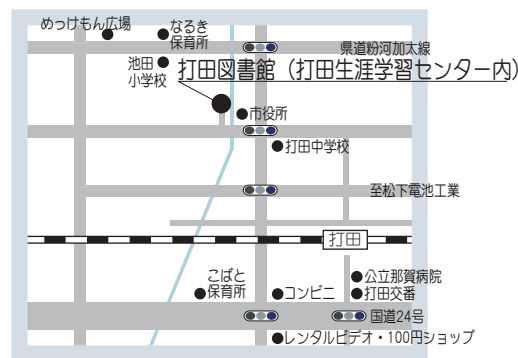 めっけもん広場
なるき
保育所
県道粉河加太線
池田
小学校
打田図書館（打田生涯学習センター内）
市役所
打田中学校
至松下電池工業
打田
こばと
保育所
コンビニ
公立那賀病院
打田交番
国道24号
レンタルビデオ・100円ショップ